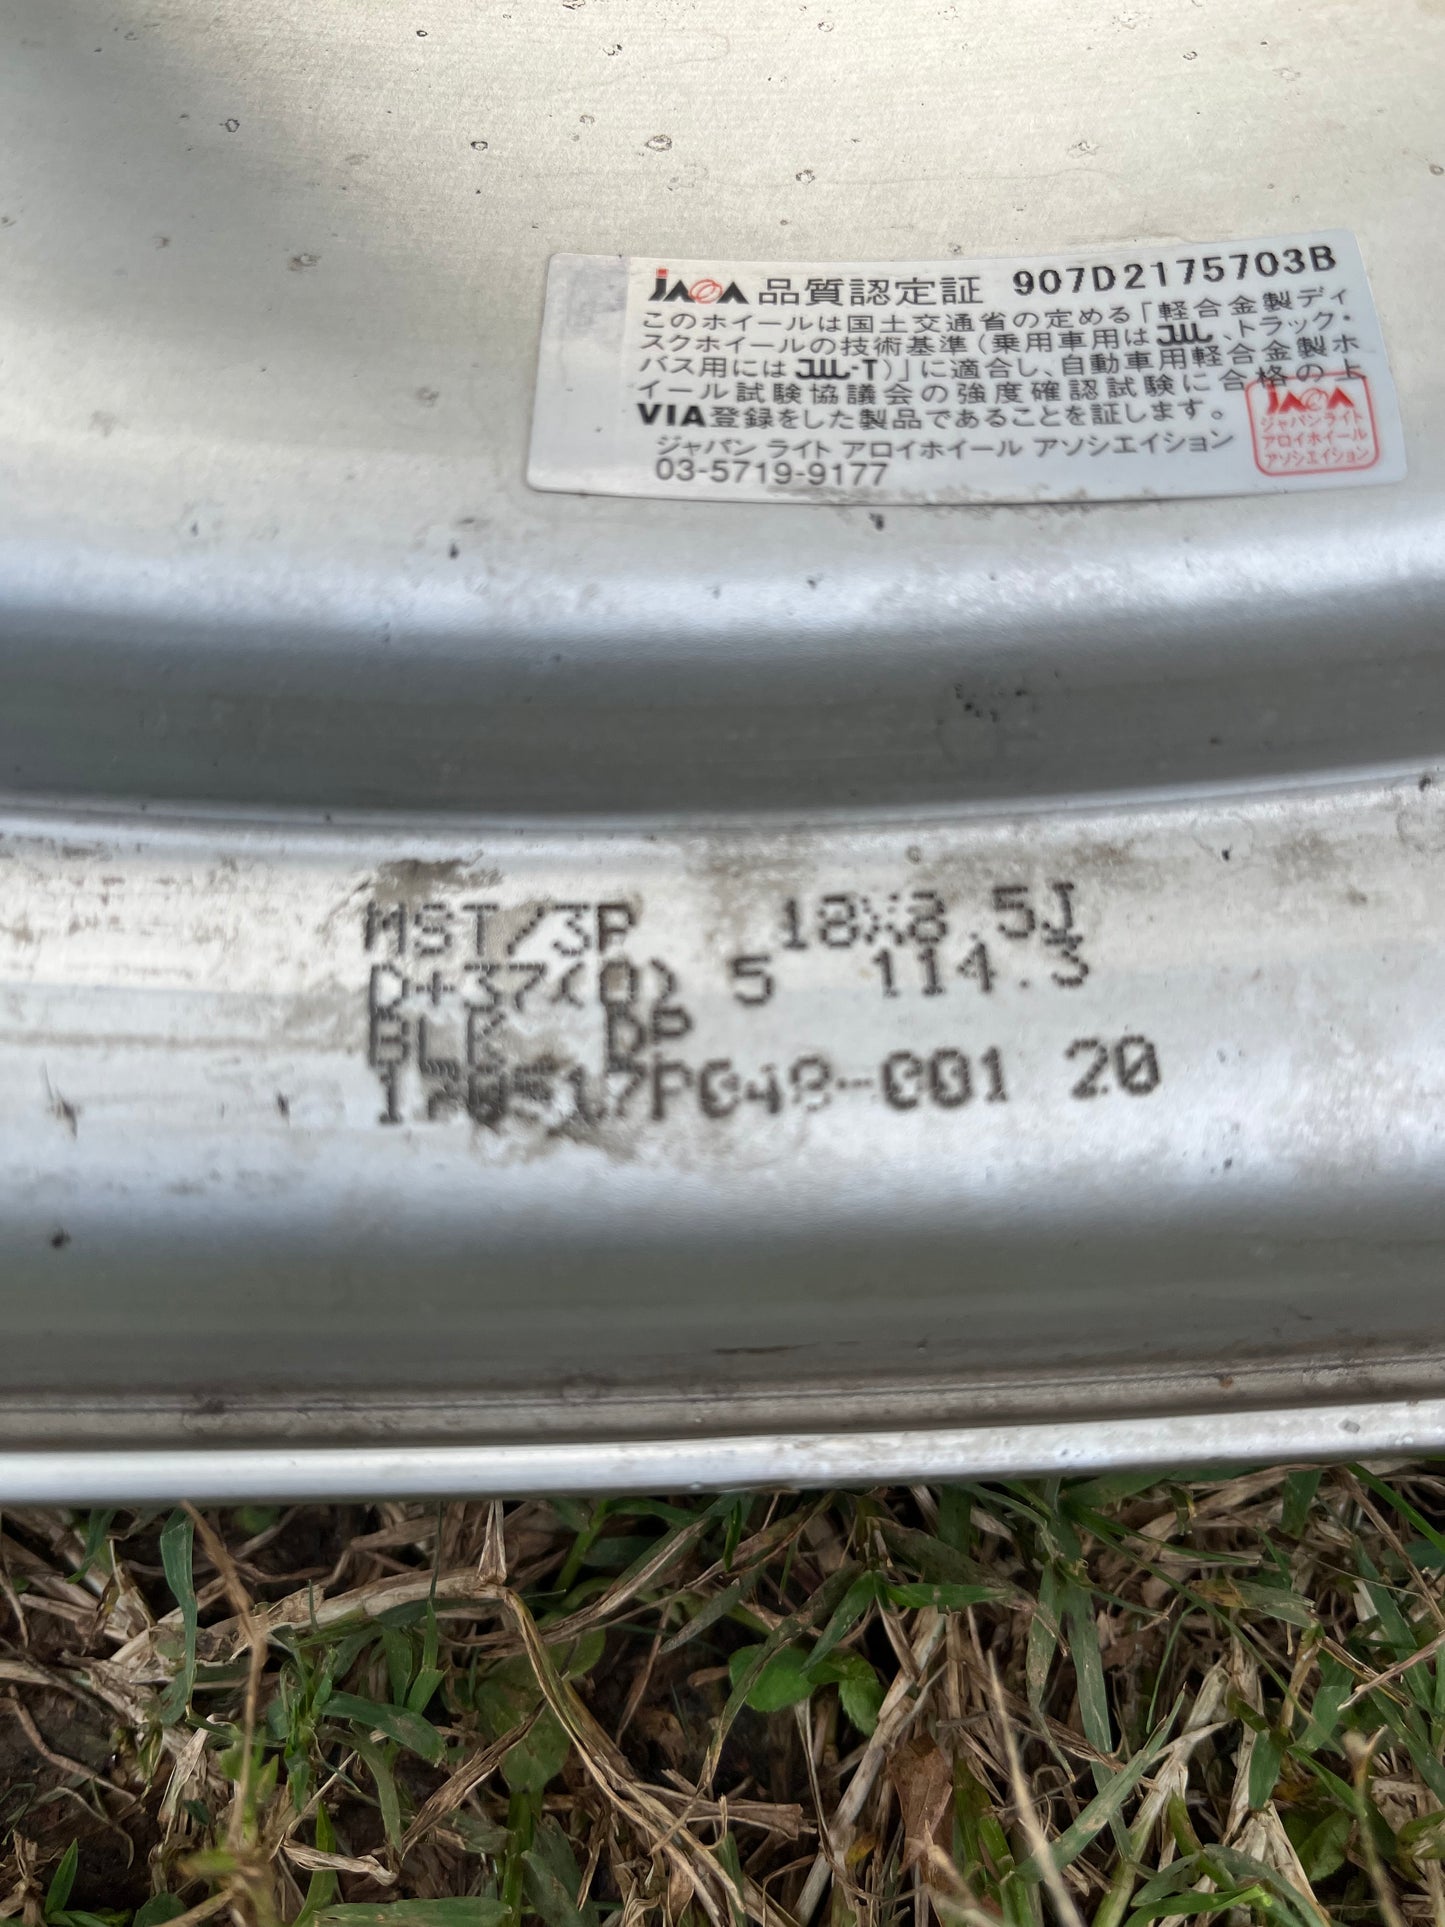 JAWA 品質認定証 907D2175703B
このホイールは国土交通省の定める「軽合金製ディ
スクホイールの技術基準(乗用車用はJWL、トラック・
バス用にはJWL-T)」に適合し、自動車用軽合金製ホ
イール試験協議会の強度確認試験に合格の上
VIA登録をした製品であることを証します。
ジャパン ライト アロイホイール アソシエイション
03-5719-9177
JAWA
ジャパンライト
アロイホイール
アソシエイション
MST/3P 18X8.5J
D+37(0) 5 114.3
BLK DP
20